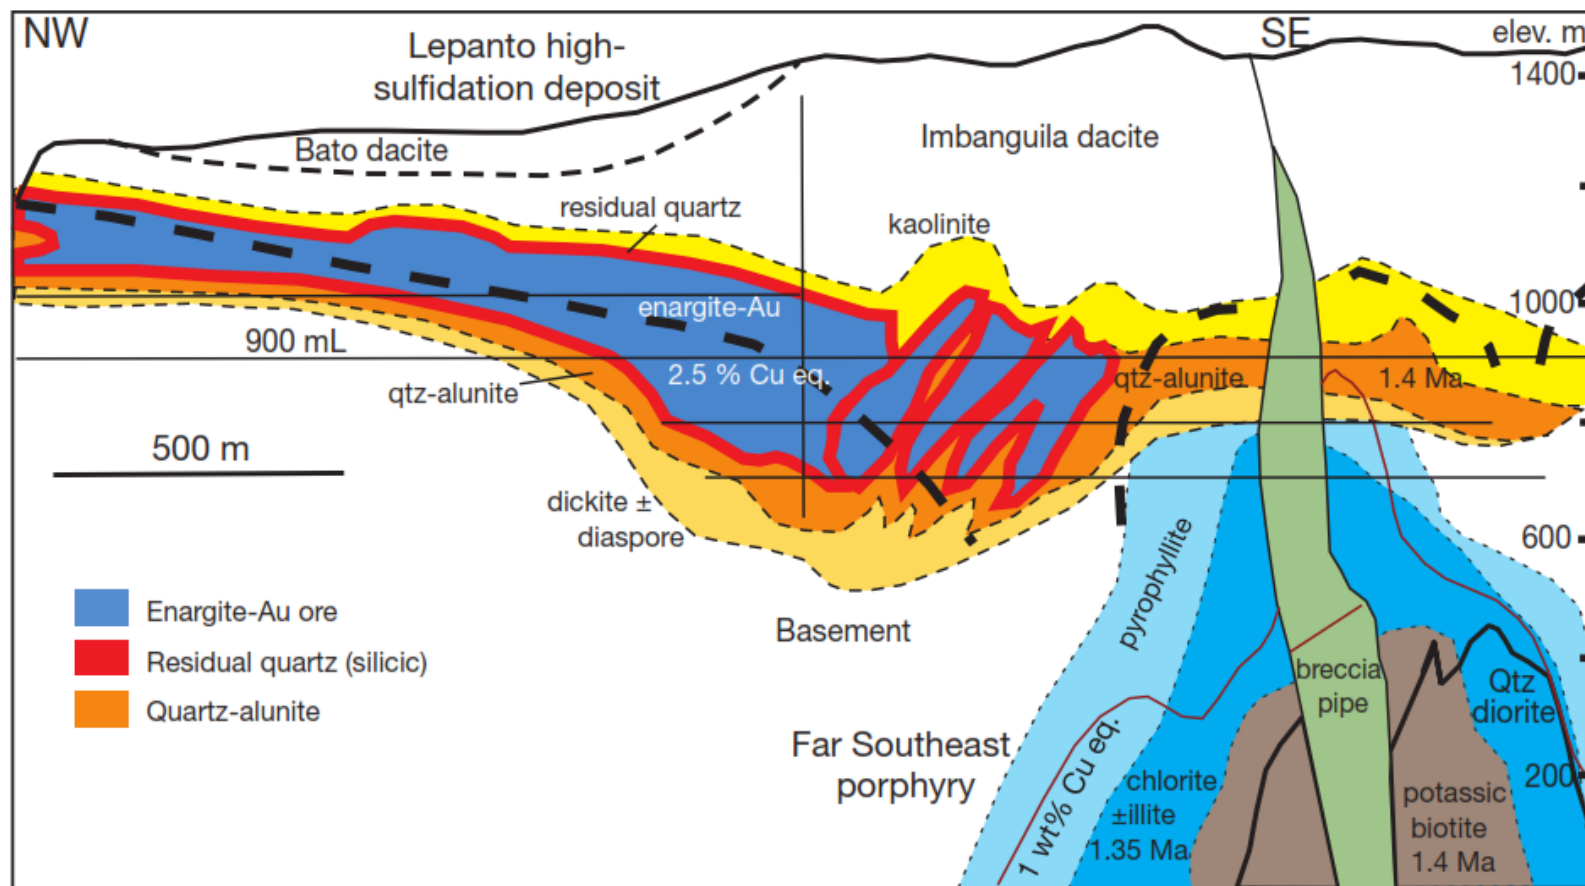 NW
SE
elev. m
Lepanto high-
sulfidation deposit
1400
Bato dacite
Imbanguila dacite
residual quartz
kaolinite
enargite-Au
1000
900 mL
2.5 % Cu eq.
qtz-alunite
qtz-alunite
1.4 Ma
500 m
dickite ±
diaspore
600
pyrophyllite
Enargite-Au ore
Residual quartz (silicic)
Quartz-alunite
Basement
breccia
pipe
Qtz
diorite
Far Southeast
porphyry
1 wt% Cu eq.
chlorite
±illite
1.35 Ma
200
potassic
biotite
1.4 Ma